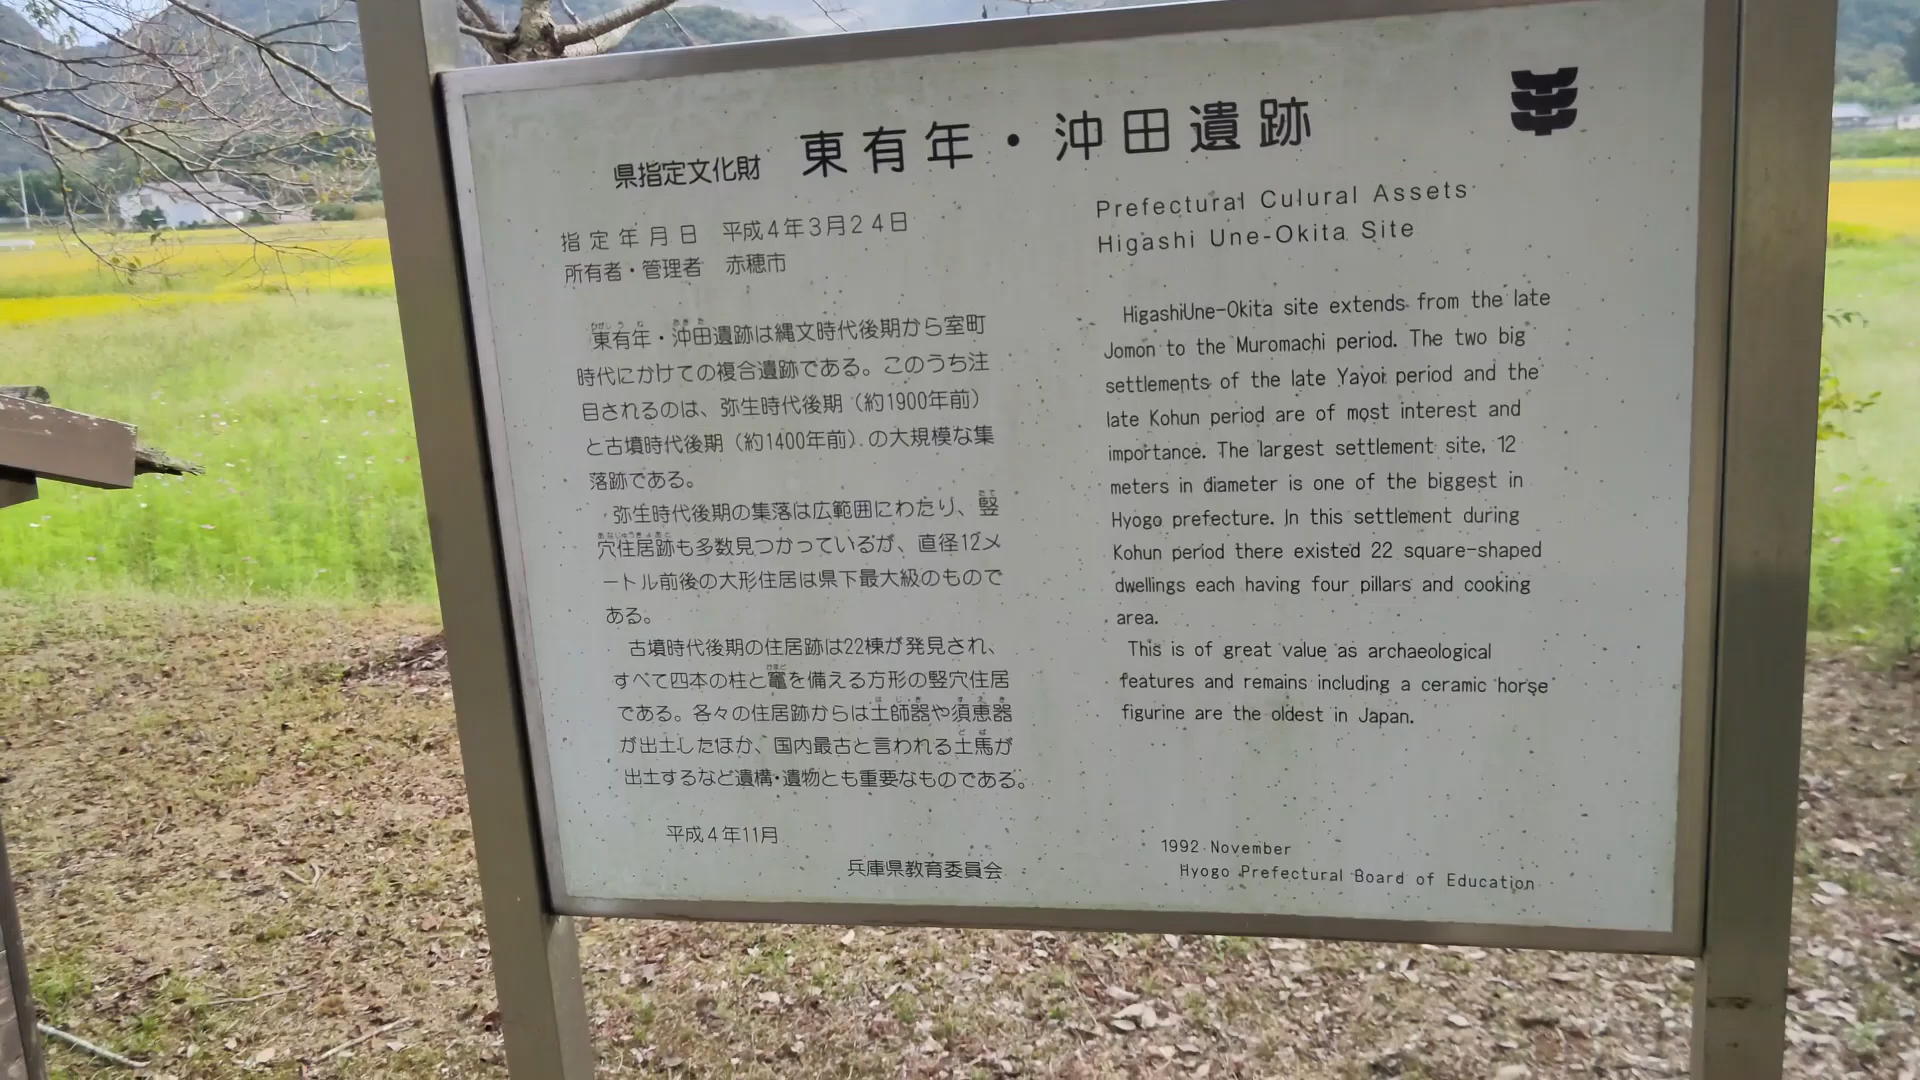 県指定文化財 東有年・沖田遺跡
指定年月日 平成4年3月24日
所有者・管理者 赤穂市
東有年・沖田遺跡は縄文時代後期から室町
時代にかけての複合遺跡である。このうち注
目されるのは、弥生時代後期(約1900年前)
と古墳時代後期(約1400年前).の大規模な集
落跡である。
弥生時代後期の集落は広範囲にわたり、竪
穴住居跡も多数見つかっているが、直径12メ
ートル前後の大形住居は県下最大級のもので
ある。
古墳時代後期の住居跡は22棟が発見され、
すべて四本の柱と竈を備える方形の竪穴住居
である。各々の住居跡からは土師器や須恵器
が出土したほか、国内最古と言われる土馬が
出土するなど遺構・遺物とも重要なものである。
平成4年11月
兵庫県教育委員会
Prefectural Culural Assets
Higashi Une-Okita Site
HigashiUne-Okita site extends from the late
Jomon to the Muromachi period. The two big
settlements of the late Yayoi period and the
late Kohun period are of most interest and
importance. The largest settlement site, 12
meters in diameter is one of the biggest in
Hyogo prefecture. In this settlement during
Kohun period there existed 22 square-shaped
dwellings each having four pillars and cooking
area.
This is of great value as archaeological
features and remains including a ceramic horse
figurine are the oldest in Japan.
1992 November
Hyogo Prefectural Board of Education